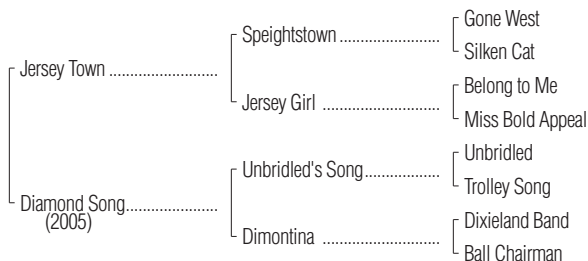 Gone West
Speightstown ..................
Silken Cat
Jersey Town ....................
Belong to Me
Jersey Girl .....................
Miss Bold Appeal
Unbridled
Unbridled's Song.............
Trolley Song
Diamond Song.................
(2005)
Dixieland Band
Dimontina .....................
Ball Chairman